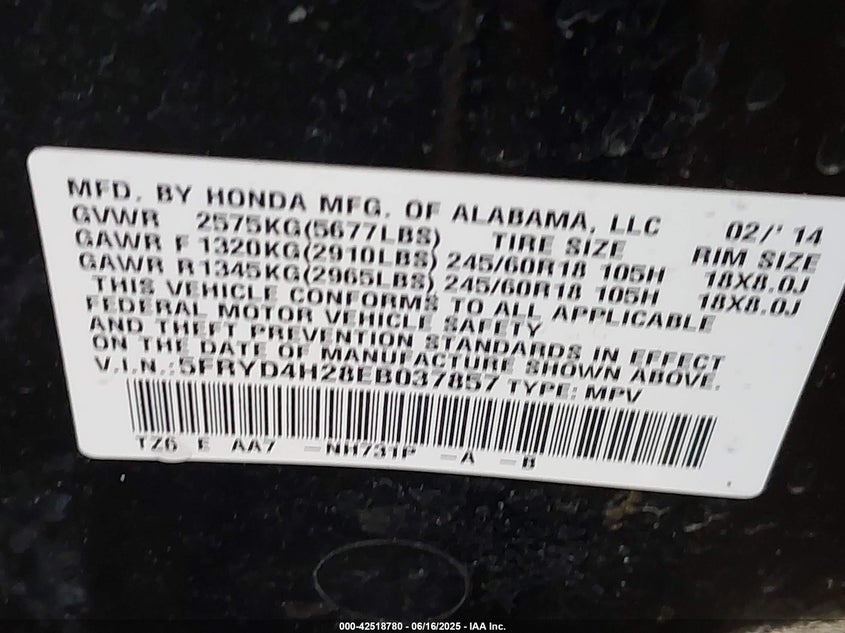 MFD. BY HONDA MFG. OF ALABAMA, LLC 02/'14
GVWR 2575KG(5677LBS) TIRE SIZE RIM SIZE
GAWR F 1320KG(2910LBS) 245/60R18 105H 18X8.0J
GAWR R 1345KG(2965LBS) 245/60R18 105H 18X8.0J
THIS VEHICLE CONFORMS TO ALL APPLICABLE
FEDERAL MOTOR VEHICLE SAFETY
AND THEFT PREVENTION STANDARDS IN EFFECT
ON THE DATE OF MANUFACTURE SHOWN ABOVE.
V.I.N.:5FRYD4H28EB037857 TYPE: MPV
TZ6 E AA7 -NH731P -A -B
000-42518780 - 06/16/2025 - IAA Inc.